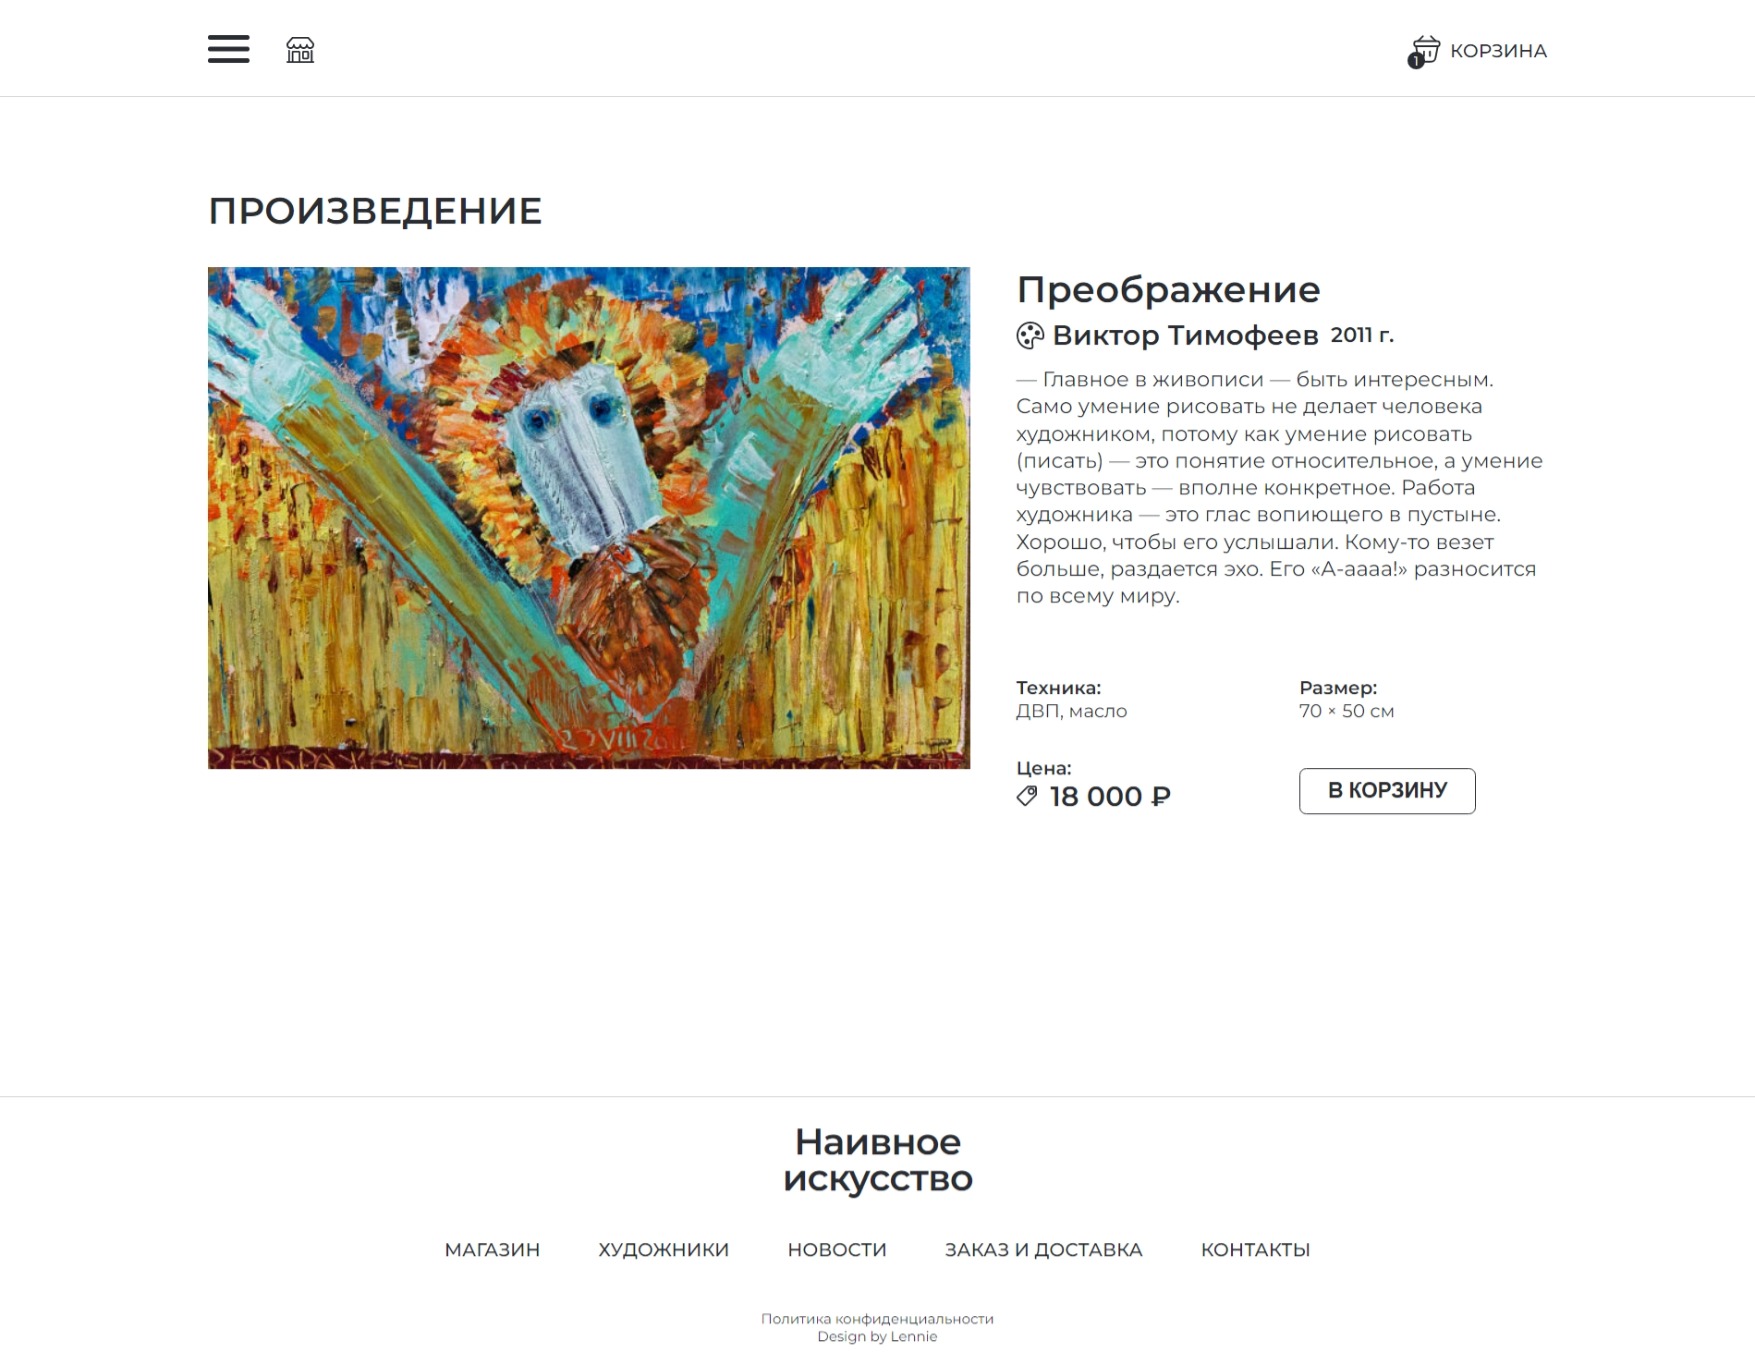 1
КОРЗИНА
ПРОИЗВЕДЕНИЕ
23 VIII 2011
Преображение
Виктор Тимофеев 2011 г.
— Главное в живописи — быть интересным.
Само умение рисовать не делает человека
художником, потому как умение рисовать
(писать) — это понятие относительное, а умение
чувствовать — вполне конкретное. Работа
художника — это глас вопиющего в пустыне.
Хорошо, чтобы его услышали. Кому-то везет
больше, раздается эхо. Его «А-аааа!» разносится
по всему миру.
Техника:
ДВП, масло
Размер:
70 × 50 см
Цена:
18 000 ₽
В КОРЗИНУ
Наивное
искусство
МАГАЗИН ХУДОЖНИКИ НОВОСТИ ЗАКАЗ И ДОСТАВКА КОНТАКТЫ
Политика конфиденциальности
Design by Lennie